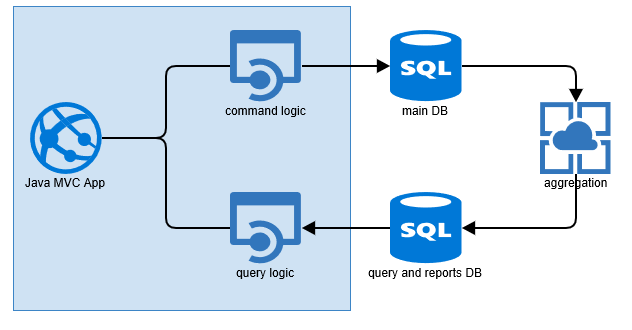 command logic
SQL
main DB
Java MVC App
aggregation
query logic
SQL
query and reports DB